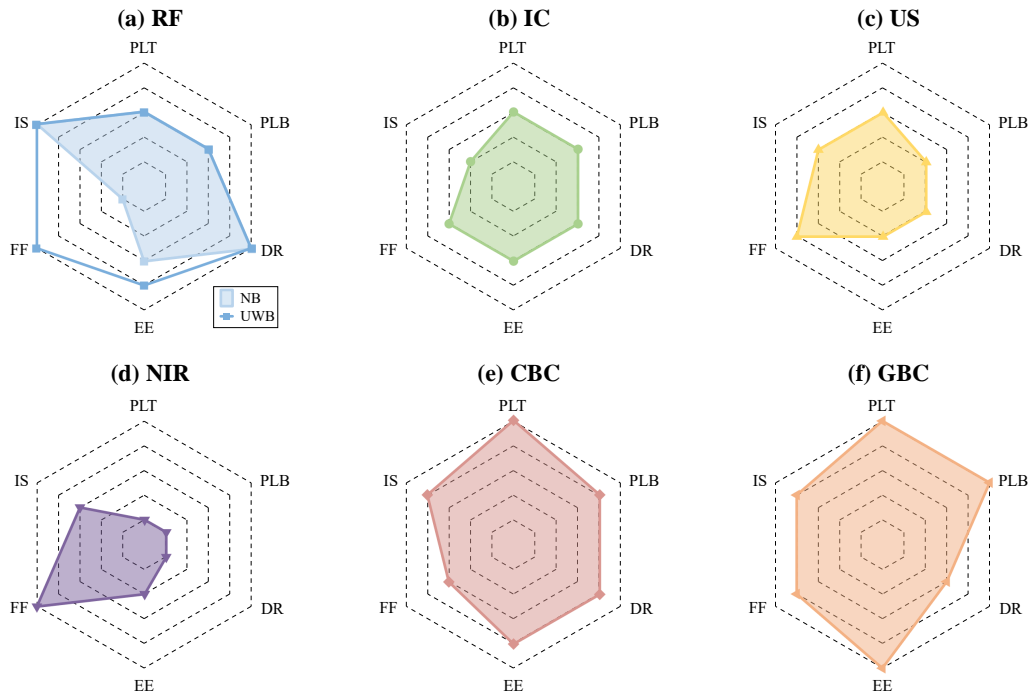 (a) RF
PLT
IS
PLB
FF
DR
EE
NB
UWB
(b) IC
PLT
IS
PLB
FF
DR
EE
(c) US
PLT
IS
PLB
FF
DR
EE
(d) NIR
PLT
IS
PLB
FF
DR
EE
(e) CBC
PLT
IS
PLB
FF
DR
EE
(f) GBC
PLT
IS
PLB
FF
DR
EE